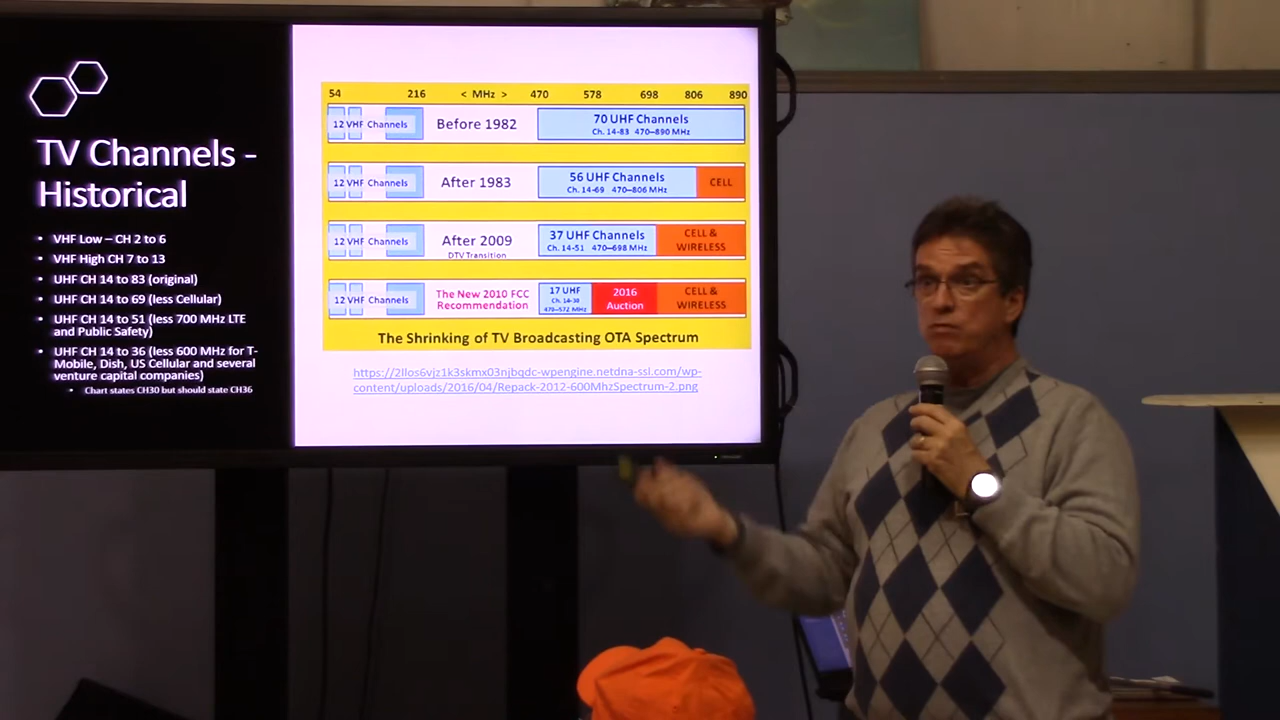 TV Channels -
Historical
• VHF Low – CH 2 to 6
• VHF High CH 7 to 13
• UHF CH 14 to 83 (original)
• UHF CH 14 to 69 (less Cellular)
• UHF CH 14 to 51 (less 700 MHz LTE
and Public Safety)
• UHF CH 14 to 36 (less 600 MHz for T-
Mobile, Dish, US Cellular and several
venture capital companies)
• Chart states CH30 but should state CH36
54 216 < MHz > 470 578 698 806 890
12 VHF Channels
Before 1982
70 UHF Channels
Ch. 14-83 470–890 MHz
12 VHF Channels
After 1983
56 UHF Channels
Ch. 14-69 470–806 MHz
CELL
12 VHF Channels
After 2009
DTV Transition
37 UHF Channels
Ch. 14-51 470–698 MHz
CELL &
WIRELESS
12 VHF Channels
The New 2010 FCC
Recommendation
17 UHF
Ch. 14-30
470–572 MHz
2016
Auction
CELL &
WIRELESS
The Shrinking of TV Broadcasting OTA Spectrum
https://2llos6vjz1k3skmx03njbqdc-wpengine.netdna-ssl.com/wp-
content/uploads/2016/04/Repack-2012-600MhzSpectrum-2.png